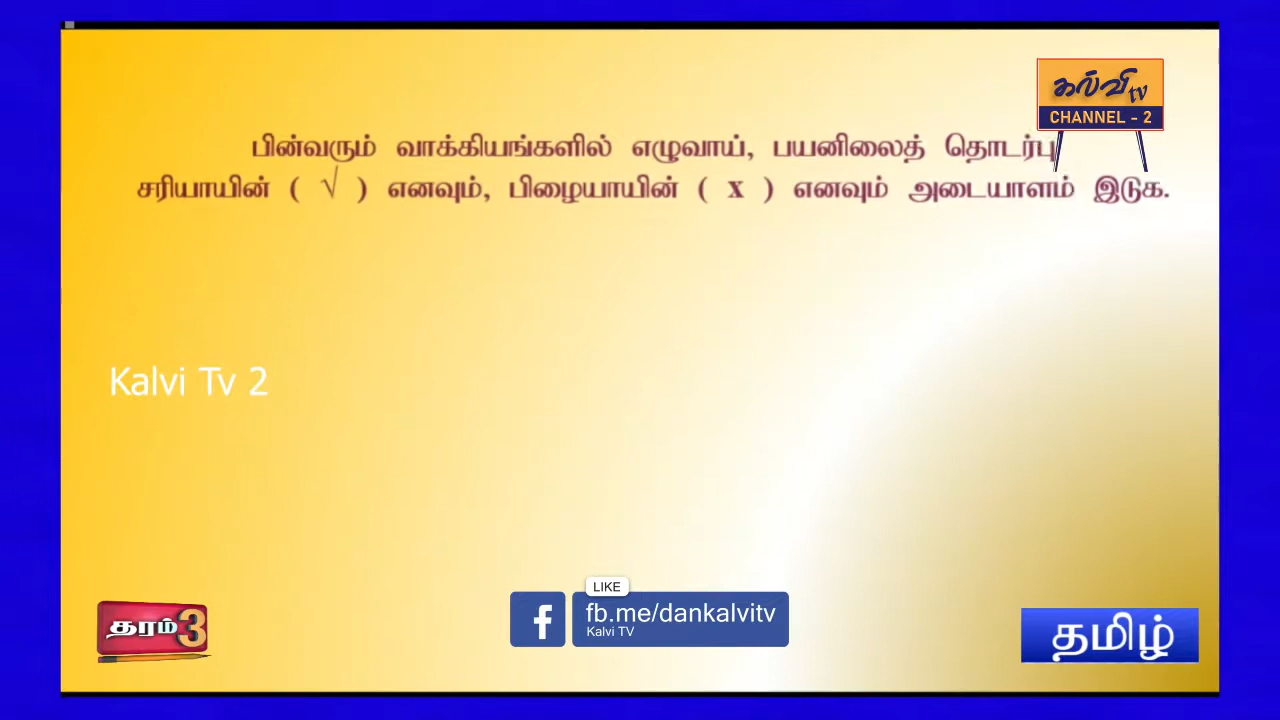 கல்வி tv
CHANNEL - 2
பின்வரும் வாக்கியங்களில் எழுவாய், பயனிலைத் தொடர்பு
சரியாயின் ( √ ) எனவும், பிழையாயின் ( x ) எனவும் அடையாளம் இடுக.
Kalvi Tv 2
LIKE
f fb.me/dankalvitv
Kalvi TV
தரம் 3
தமிழ்